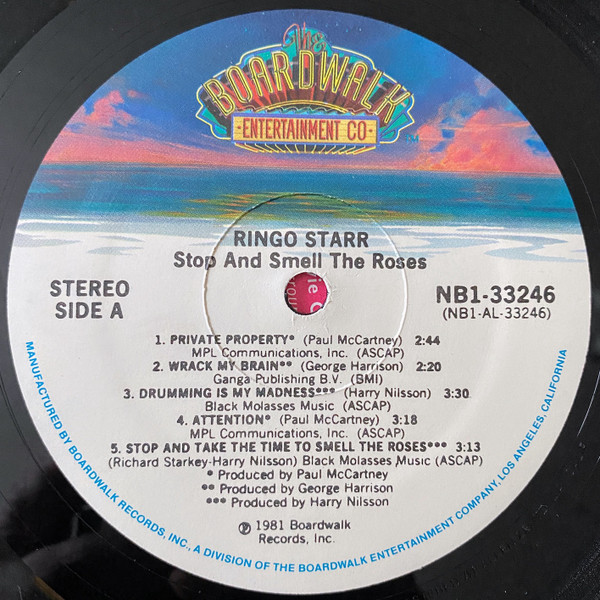 The
BOARDWALK
ENTERTAINMENT CO
TM
RINGO STARR
Stop And Smell The Roses
STEREO
SIDE A
NB1-33246
(NB1-AL-33246)
1. PRIVATE PROPERTY* (Paul McCartney) 2:44
MPL Communications, Inc. (ASCAP)
2. WRACK MY BRAIN** (George Harrison) 2:20
Ganga Publishing B.V. (BMI)
3. DRUMMING IS MY MADNESS*** (Harry Nilsson) 3:30
Black Molasses Music (ASCAP)
4. ATTENTION* (Paul McCartney) 3:18
MPL Communications, Inc. (ASCAP)
5. STOP AND TAKE THE TIME TO SMELL THE ROSES*** 3:13
(Richard Starkey-Harry Nilsson) Black Molasses Music (ASCAP)
* Produced by Paul McCartney
** Produced by George Harrison
*** Produced by Harry Nilsson
℗ 1981 Boardwalk
Records, Inc.
MANUFACTURED BY BOARDWALK RECORDS, INC., A DIVISION OF THE BOARDWALK ENTERTAINMENT COMPANY, LOS ANGELES, CALIFORNIA